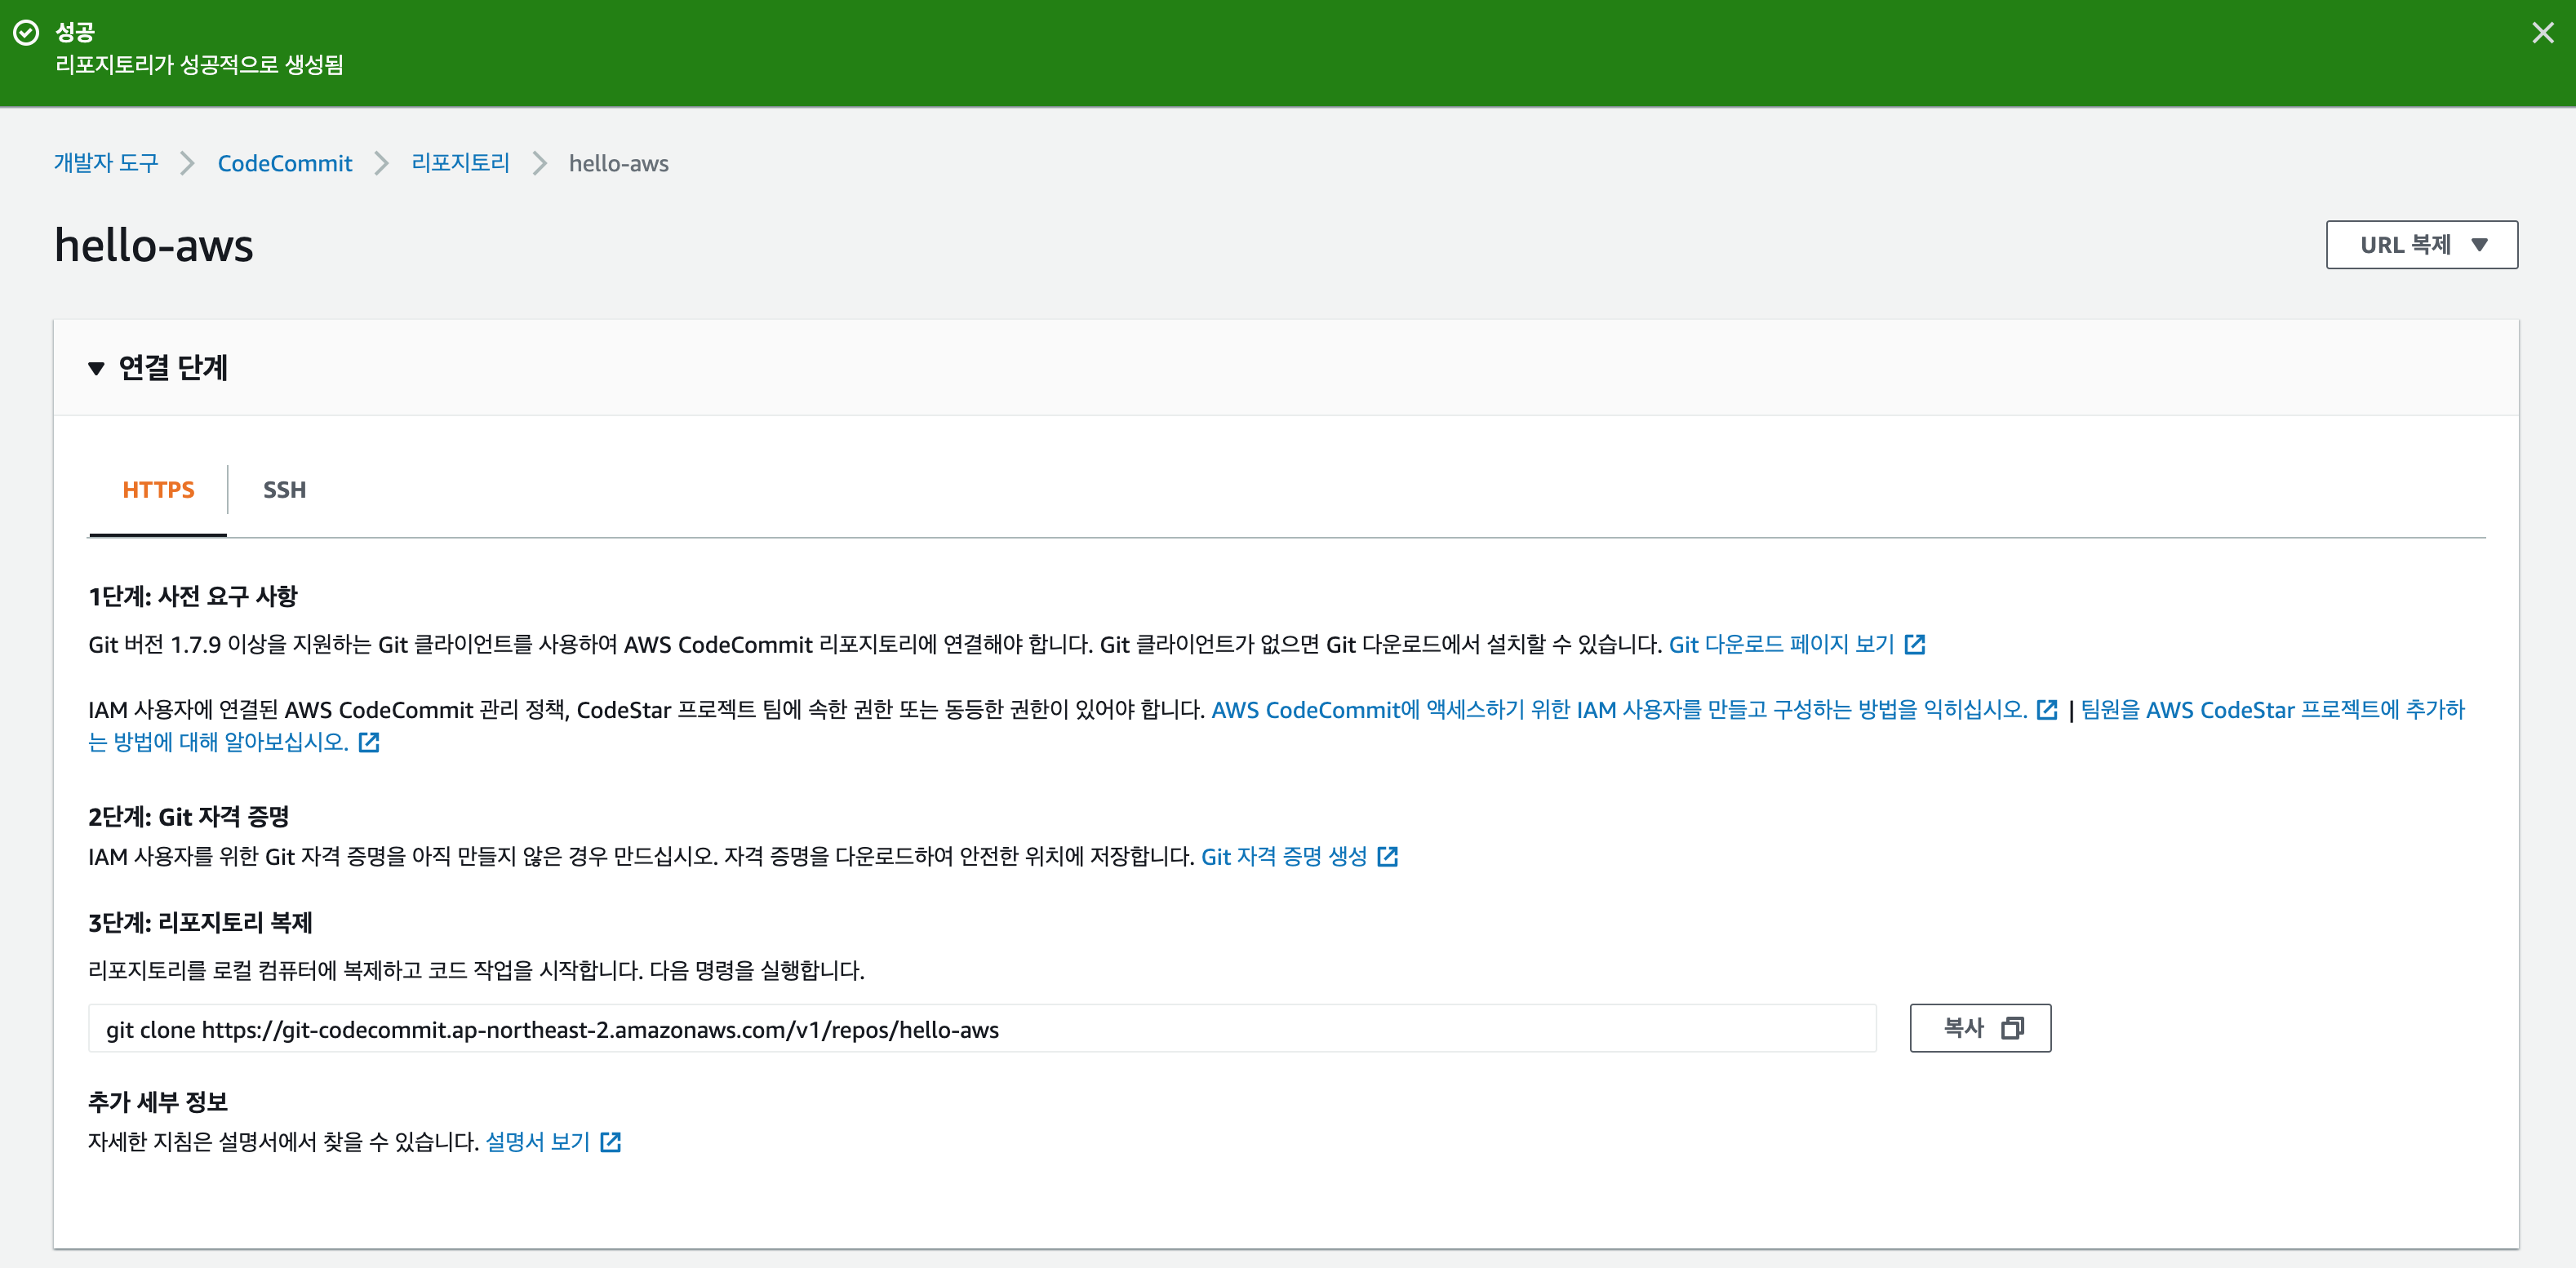 성공
리포지토리가 성공적으로 생성됨
개발자 도구 CodeCommit 리포지토리 hello-aws
hello-aws
URL 복제
연결 단계
HTTPS SSH
1단계: 사전 요구 사항
Git 버전 1.7.9 이상을 지원하는 Git 클라이언트를 사용하여 AWS CodeCommit 리포지토리에 연결해야 합니다. Git 클라이언트가 없으면 Git 다운로드에서 설치할 수 있습니다. Git 다운로드 페이지 보기
IAM 사용자에 연결된 AWS CodeCommit 관리 정책, CodeStar 프로젝트 팀에 속한 권한 또는 동등한 권한이 있어야 합니다. AWS CodeCommit에 액세스하기 위한 IAM 사용자를 만들고 구성하는 방법을 익히십시오. | 팀원을 AWS CodeStar 프로젝트에 추가하
는 방법에 대해 알아보십시오.
2단계: Git 자격 증명
IAM 사용자를 위한 Git 자격 증명을 아직 만들지 않은 경우 만드십시오. 자격 증명을 다운로드하여 안전한 위치에 저장합니다. Git 자격 증명 생성
3단계: 리포지토리 복제
리포지토리를 로컬 컴퓨터에 복제하고 코드 작업을 시작합니다. 다음 명령을 실행합니다.
git clone https://git-codecommit.ap-northeast-2.amazonaws.com/v1/repos/hello-aws
복사
추가 세부 정보
자세한 지침은 설명서에서 찾을 수 있습니다. 설명서 보기